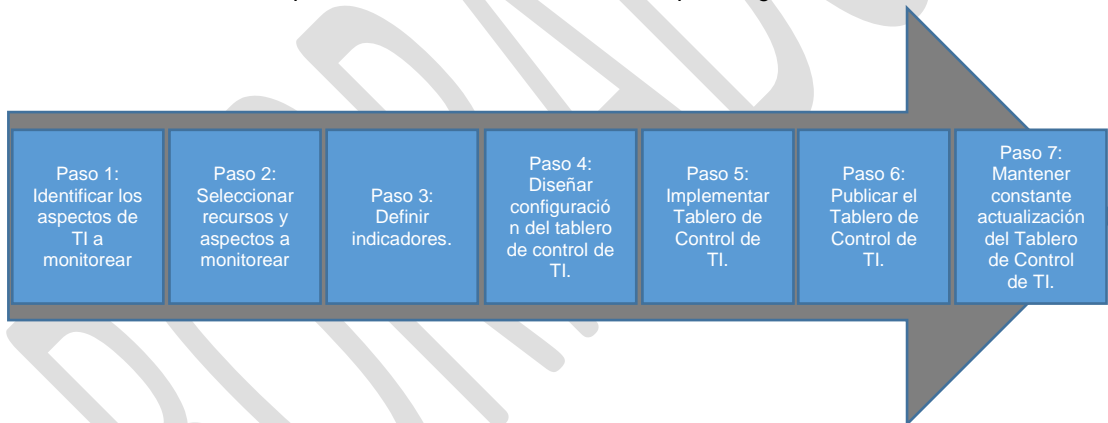 Paso 1:
Identificar los
aspectos de
TI a
monitorear
Paso 2:
Seleccionar
recursos y
aspectos a
monitorear
Paso 3:
Definir
indicadores.
Paso 4:
Diseñar
configuració
n del tablero
de control de
TI.
Paso 5:
Implementar
Tablero de
Control de
TI.
Paso 6:
Publicar el
Tablero de
Control de
TI.
Paso 7:
Mantener
constante
actualización
del Tablero
de Control
de TI.